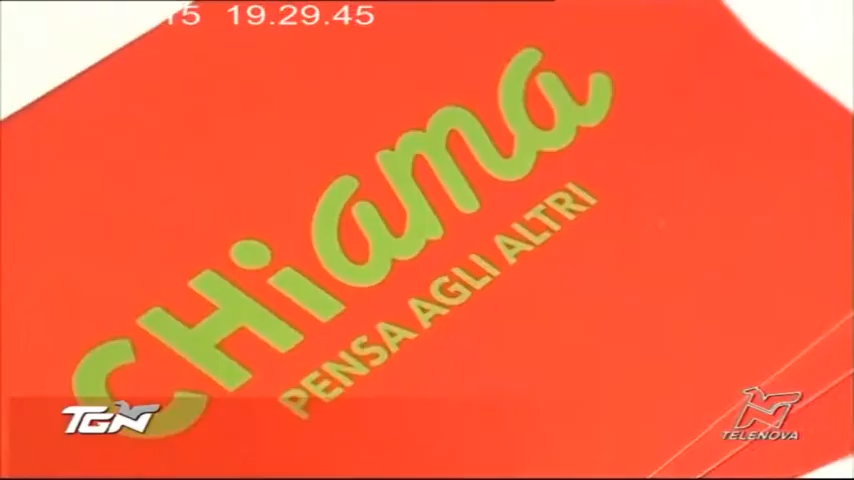 15 19.29.45
CHiama
PENSA AGLI ALTRI
TGN
TELENOVA